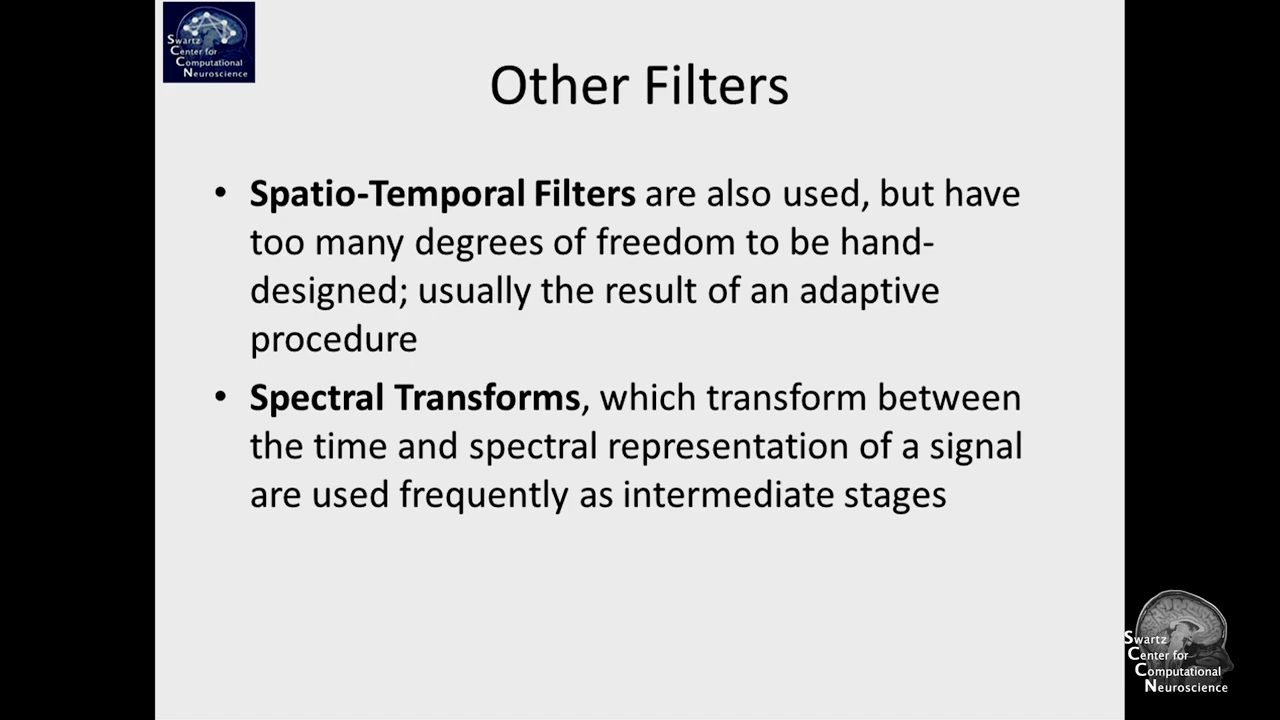 Swartz
Center for
Computational
Neuroscience
Other Filters
• Spatio-Temporal Filters are also used, but have
too many degrees of freedom to be hand-
designed; usually the result of an adaptive
procedure
• Spectral Transforms, which transform between
the time and spectral representation of a signal
are used frequently as intermediate stages
Swartz
Center for
Computational
Neuroscience